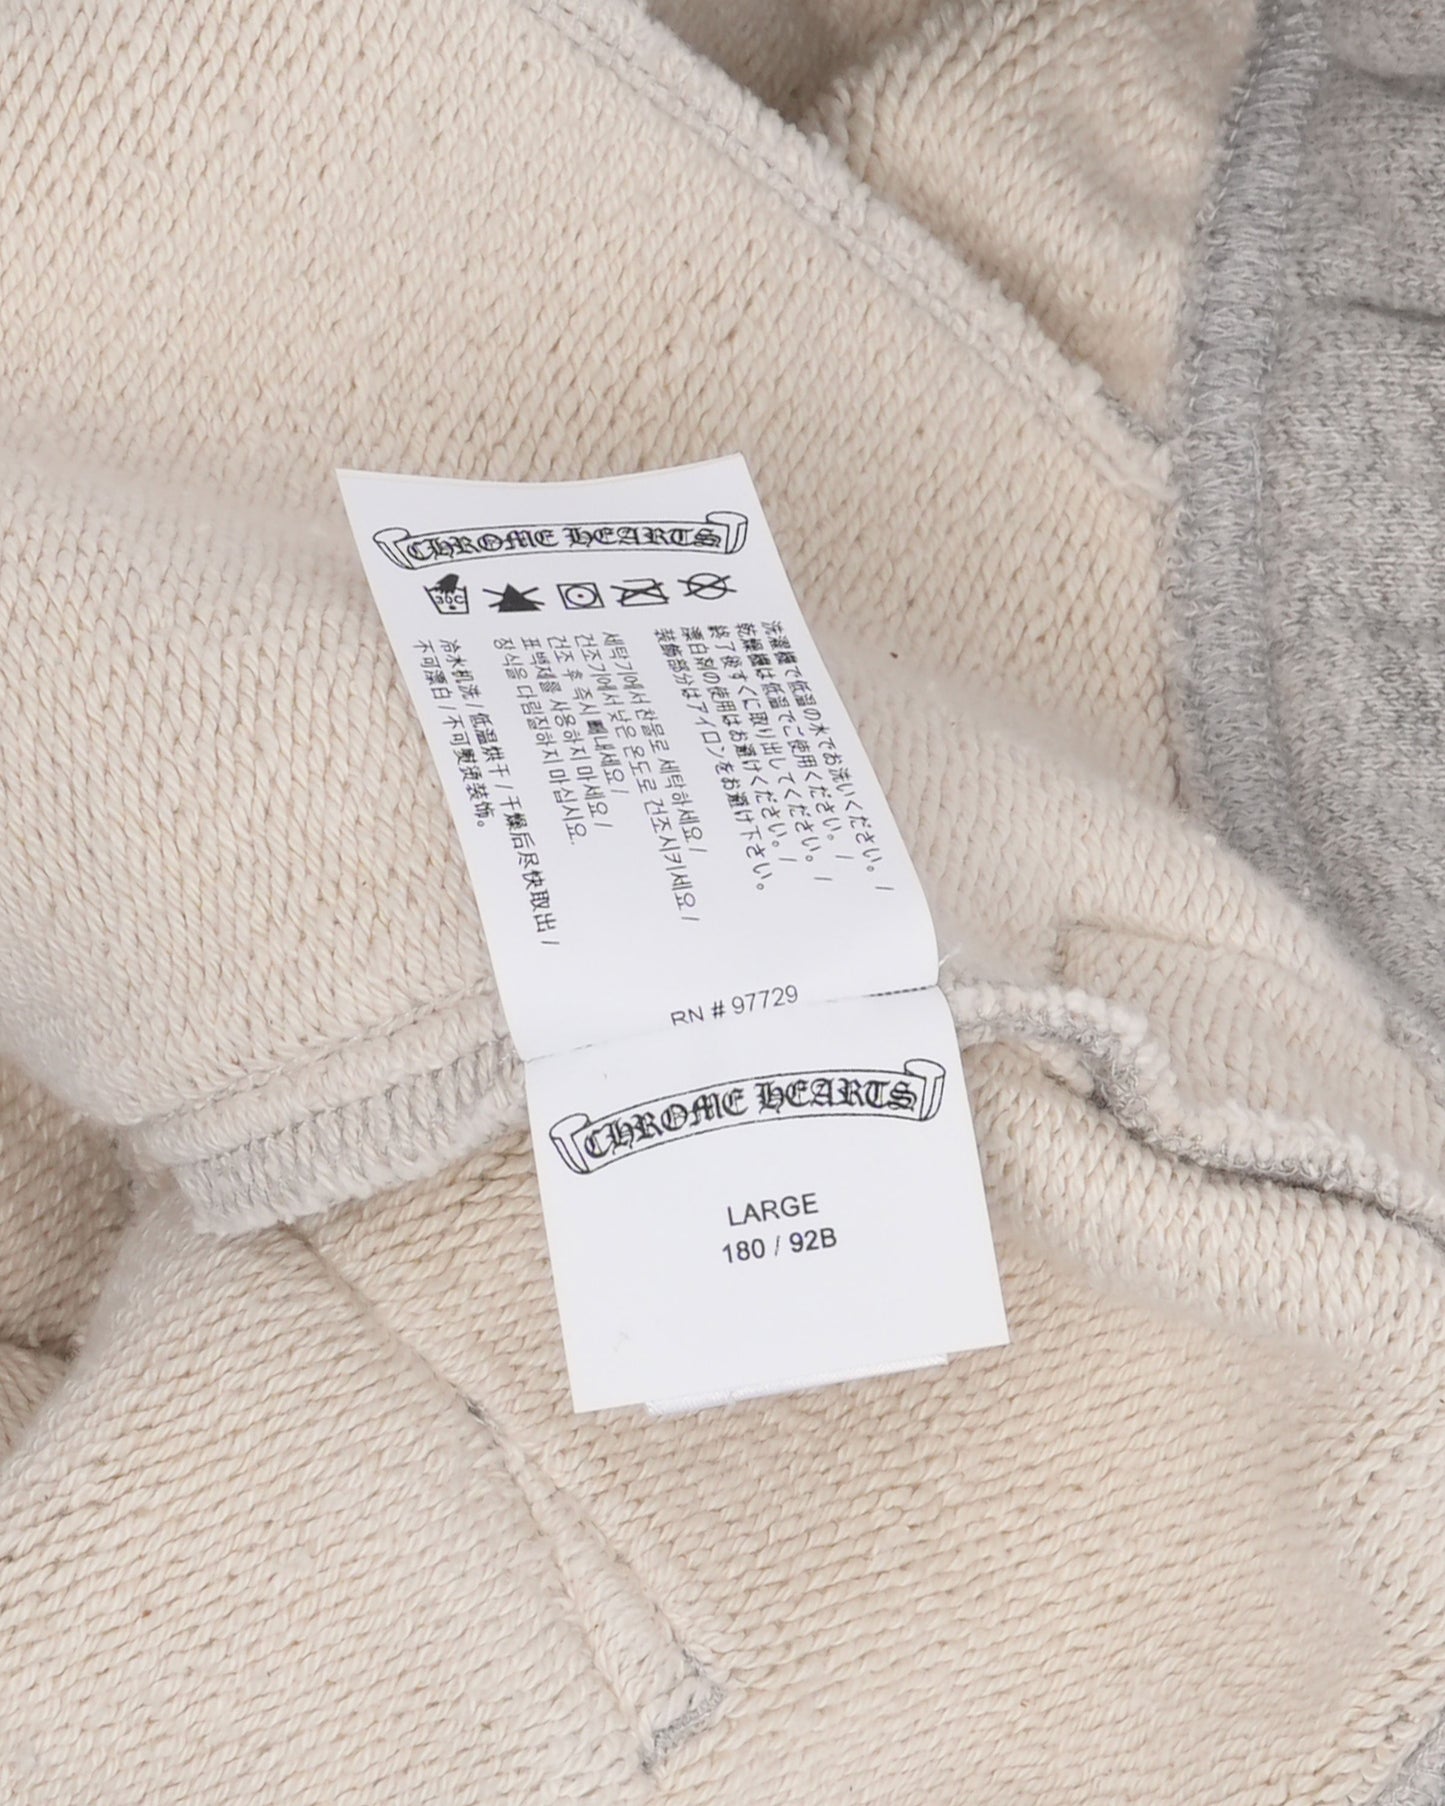 CHROME HEARTS
30C
洗濯機で低温の水でお洗いください。/
乾燥機は低温でご使用ください。/
終了後すぐに取り出してください。/
漂白剤の使用はお避けください。/
装飾部分はアイロンをお避け下さい。
세탁기에서 찬물로 세탁하세요/
건조기에서 낮은 온도로 건조시키세요/
건조 후 즉시 꺼내세요/
표백제를 사용하지 마세요/
장식을 다림질하지 마십시요.
冷水机洗/低温烘干/干燥后尽快取出/
不可漂白/不可熨烫装饰。
RN # 97729
CHROME HEARTS
LARGE
180 / 92B